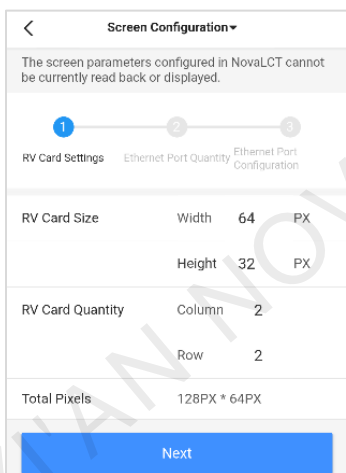 Screen Configuration
The screen parameters configured in NovaLCT cannot
be currently read back or displayed.
1 2 3
RV Card Settings Ethernet Port Quantity Ethernet Port
Configuration
RV Card Size Width 64 PX
Height 32 PX
RV Card Quantity Column 2
Row 2
Total Pixels 128PX * 64PX
Next